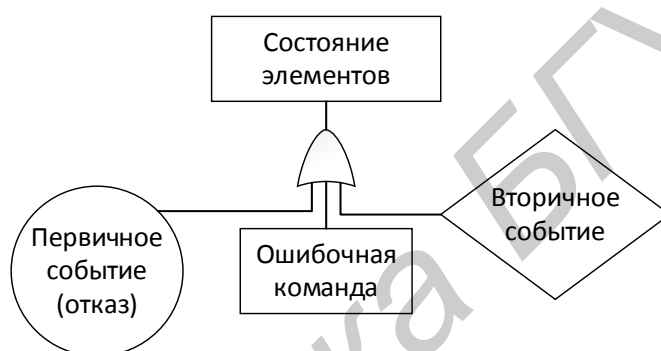 Состояние
элементов
Первичное
событие
(отказ)
Ошибочная
команда
Вторичное
событие